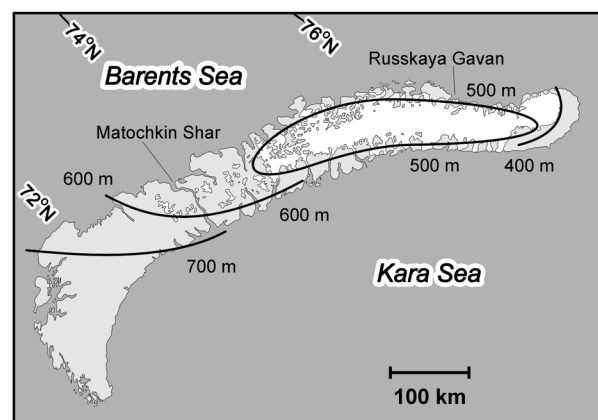 74°N
76°N
Barents Sea
Russkaya Gavan
500 m
Matochkin Shar
500 m
400 m
600 m
72°N
600 m
700 m
Kara Sea
100 km